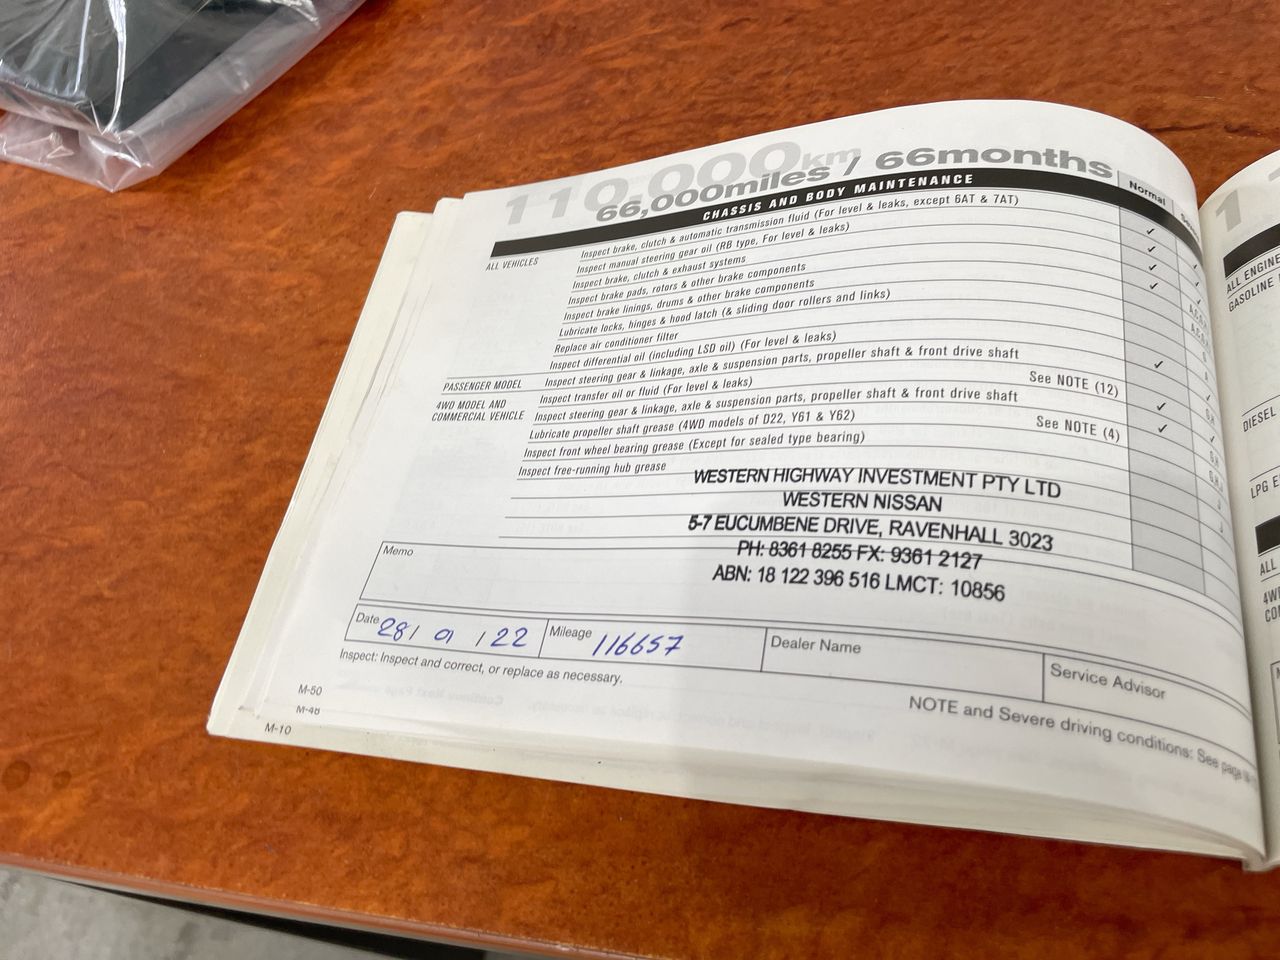 110,000km
66,000miles / 66months
CHASSIS AND BODY MAINTENANCE
Normal
ALL VEHICLES
Inspect brake, clutch & automatic transmission fluid (For level & leaks, except 6AT & 7AT)
Inspect manual steering gear oil (RB type, For level & leaks)
Inspect brake, clutch & exhaust systems
Inspect brake pads, rotors & other brake components
Inspect brake linings, drums & other brake components
Lubricate locks, hinges & hood latch (& sliding door rollers and links)
Replace air conditioner filter
Inspect differential oil (including LSD oil) (For level & leaks)
PASSENGER MODEL
Inspect steering gear & linkage, axle & suspension parts, propeller shaft & front drive shaft
4WD MODEL AND
COMMERCIAL VEHICLE
Inspect transfer oil or fluid (For level & leaks)
See NOTE (12)
Inspect steering gear & linkage, axle & suspension parts, propeller shaft & front drive shaft
Lubricate propeller shaft grease (4WD models of D22, Y61 & Y62)
See NOTE (4)
Inspect front wheel bearing grease (Except for sealed type bearing)
Inspect free-running hub grease
WESTERN HIGHWAY INVESTMENT PTY LTD
WESTERN NISSAN
5-7 EUCUMBENE DRIVE, RAVENHALL 3023
PH: 8361 8255 FX: 9361 2127
ABN: 18 122 396 516 LMCT: 10856
Memo
Date 28/ 01 /22 Mileage 116657 Dealer Name
Service Advisor
Inspect: Inspect and correct, or replace as necessary.
NOTE and Severe driving conditions: See page
M-50
M-48
M-10
ALL ENGINE
GASOLINE
DIESEL
LPG
ALL